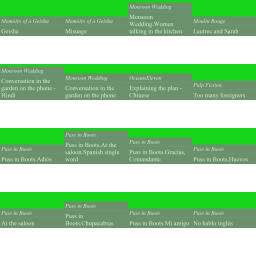 Memoirs of a Geisha
Geisha
Memoirs of a Geisha
Misuage
Monsoon Wedding
Monsoon
Wedding.Women
talking in the kitchen
Moulin Rouge
Lautrec and Satah
Monsoon Wedding
Conversation in the
garden on the phone -
Hindi
Monsoon Wedding
Conversation in the
garden on the phone
OceansEleven
Explaining the plan -
Chinese
Pulp Fiction
Too many foreigners
Puss in Boots
Puss in Boots.Adiós
Puss in Boots
Puss in Boots.At the
saloon.Spanish single
word
Puss in Boots
Puss in Boots.Gracias,
Comandante
Puss in Boots
Puss in Boots.Huevos
Puss in Boots
At the saloon
Puss in Boots
Puss in
Boots.Chupacabras
Puss in Boots
Puss in Boots.Mi amigo
Puss in Boots
No hablo inglés